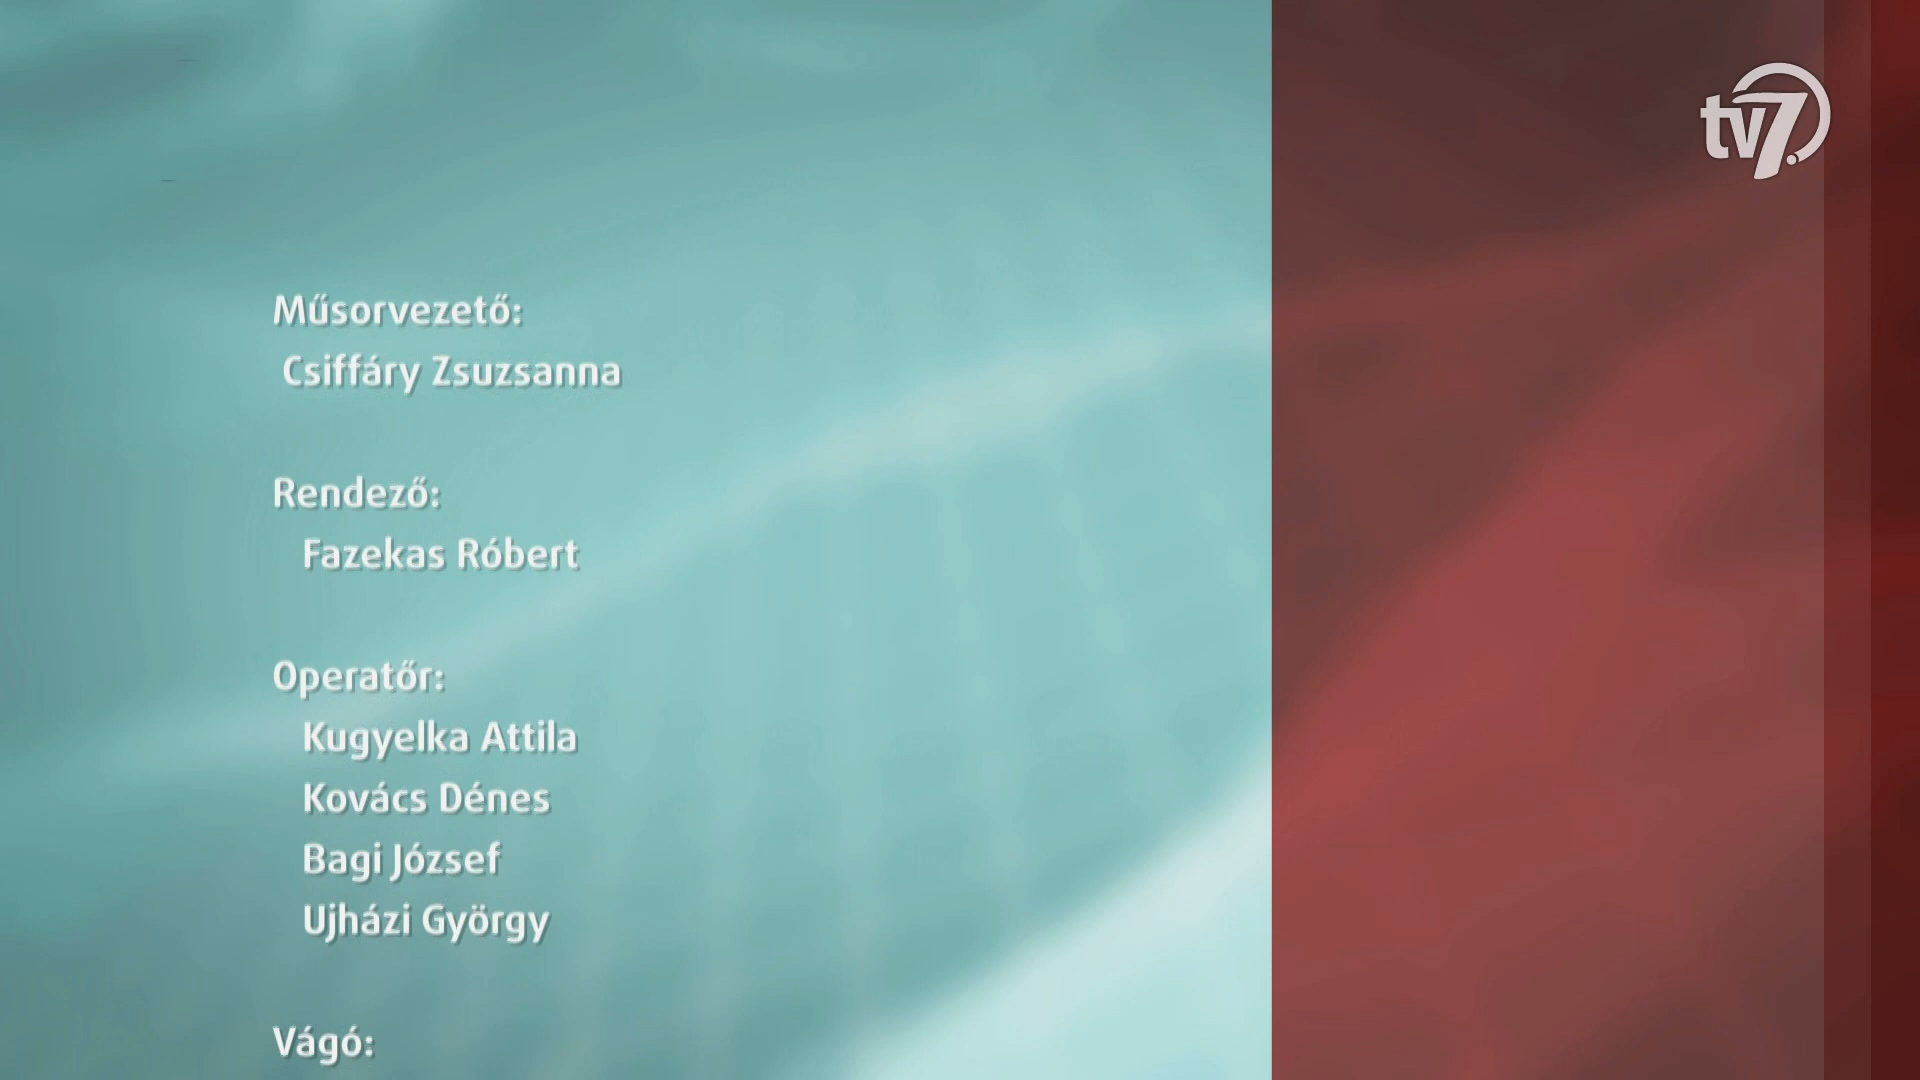 tv7.
Műsorvezető:
Csiffáry Zsuzsanna
Rendező:
Fazekas Róbert
Operatőr:
Kugyelka Attila
Kovács Dénes
Bagi József
Ujházi György
Vágó: